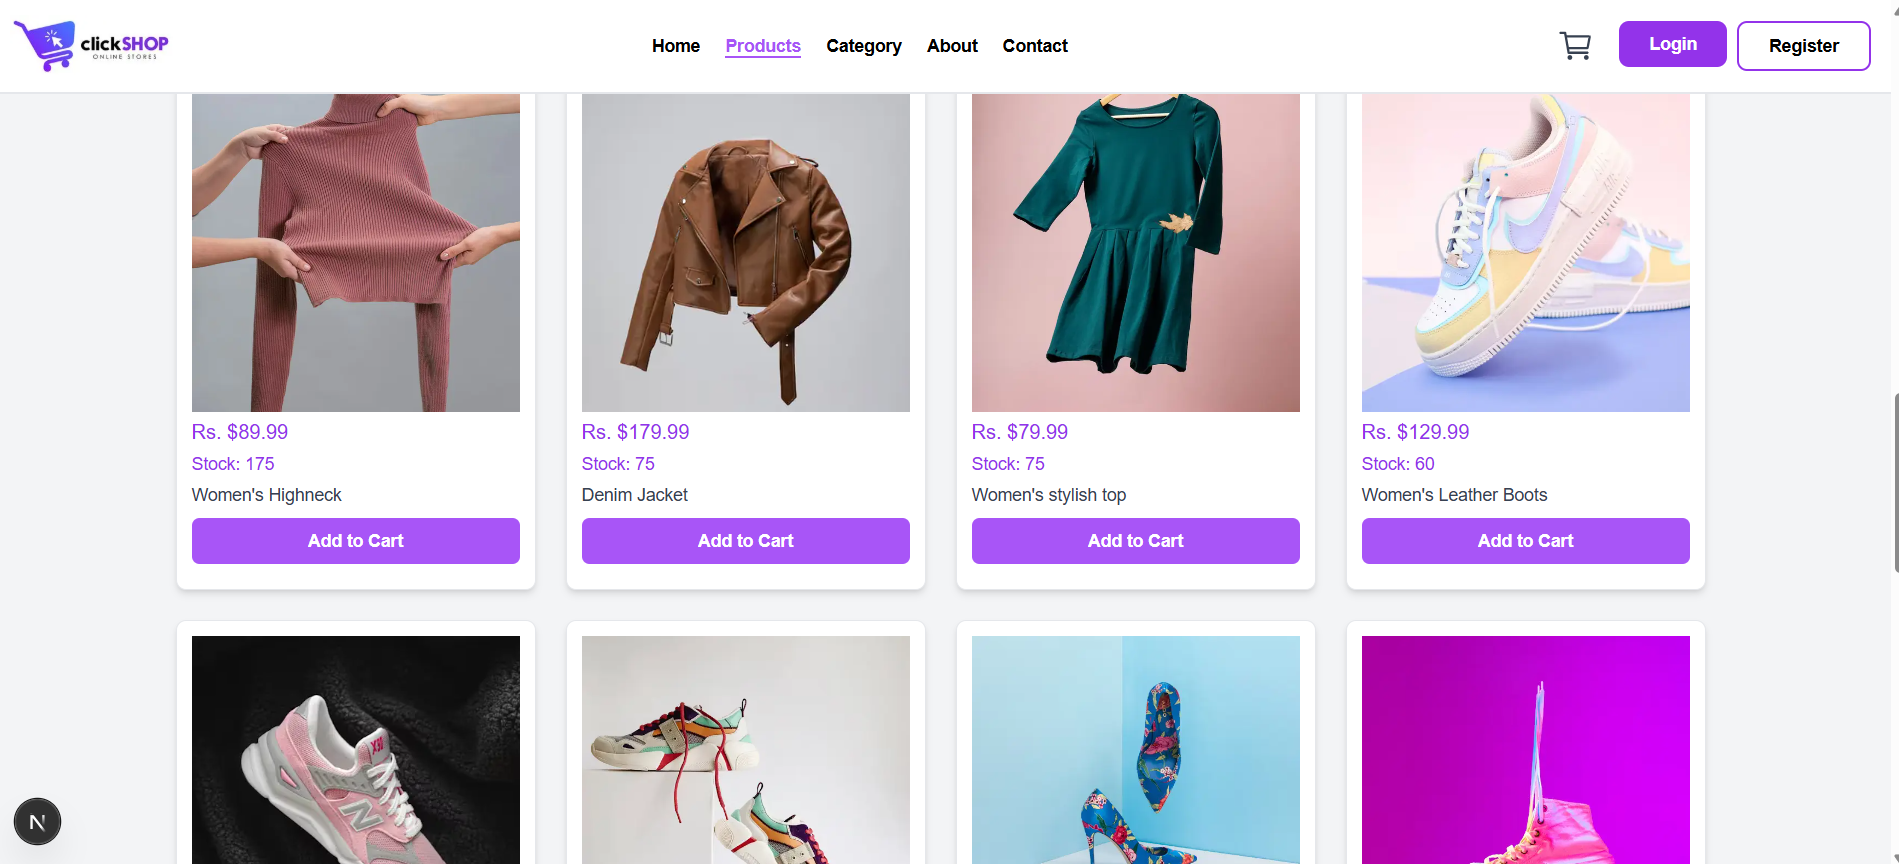 clickSHOP
ONLINE STORES
Home Products Category About Contact
Login
Register
Rs. $89.99
Stock: 175
Women's Highneck
Add to Cart
Rs. $179.99
Stock: 75
Denim Jacket
Add to Cart
Rs. $79.99
Stock: 75
Women's stylish top
Add to Cart
Rs. $129.99
Stock: 60
Women's Leather Boots
Add to Cart
N